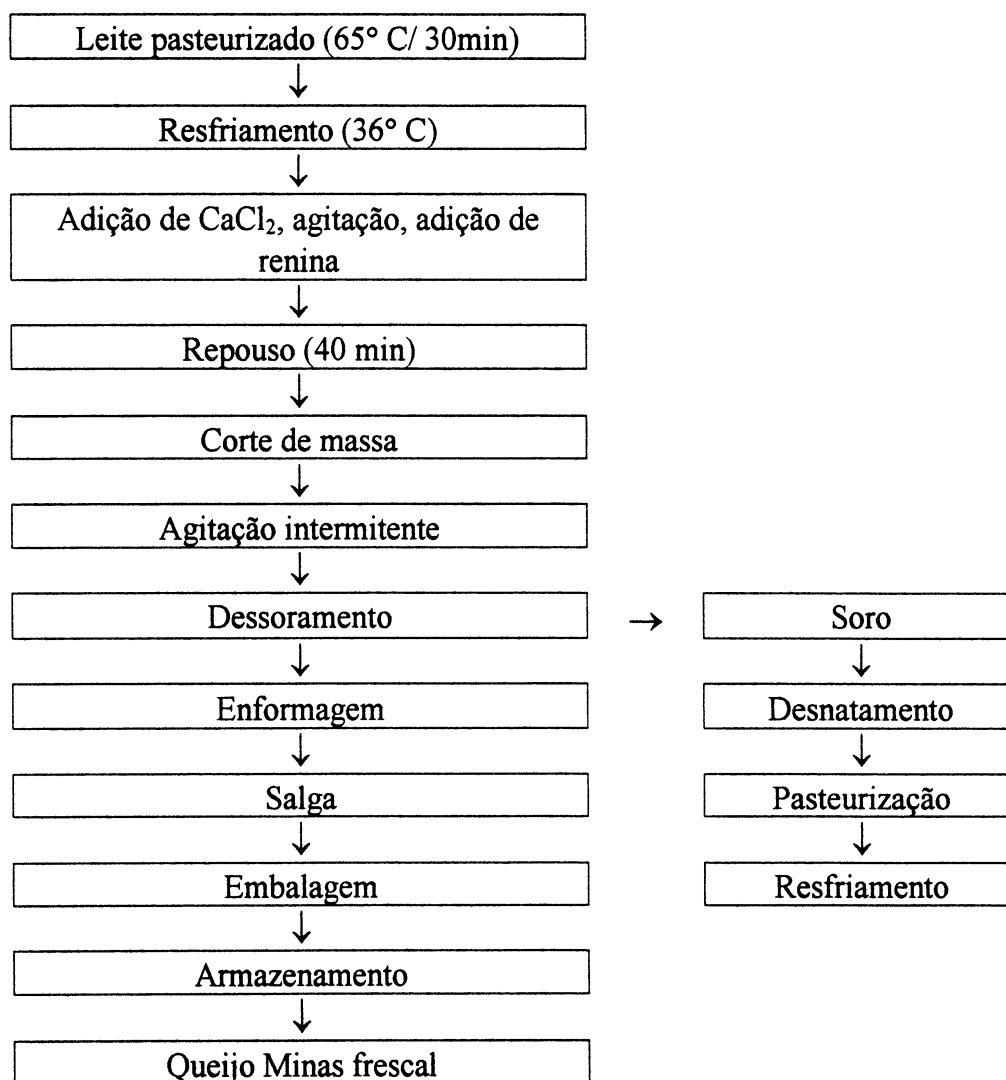 Leite pasteurizado (65° C/ 30min)
↓
Resfriamento (36° C)
↓
Adição de CaCl₂, agitação, adição de
renina
↓
Repouso (40 min)
↓
Corte de massa
↓
Agitação intermitente
↓
Dessoramento → Soro
↓ ↓
Enformagem Desnatamento
↓ ↓
Salga Pasteurização
↓ ↓
Embalagem Resfriamento
↓
Armazenamento
↓
Queijo Minas frescal